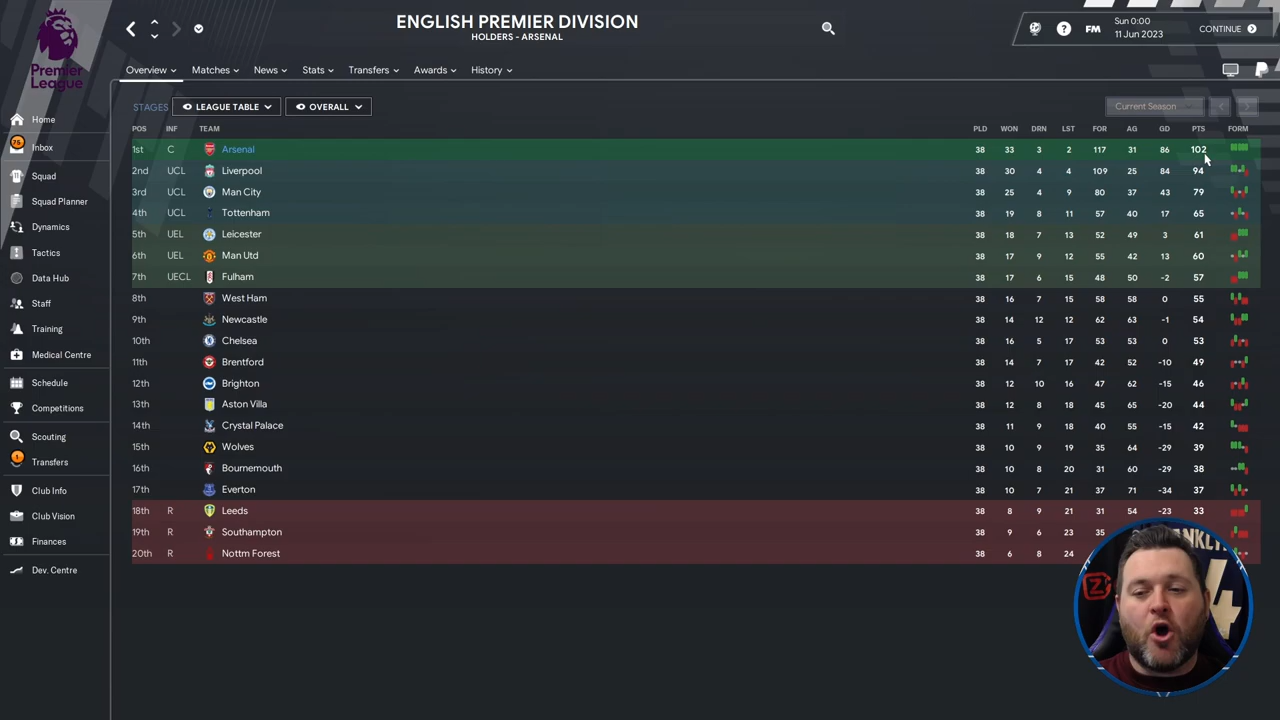 ENGLISH PREMIER DIVISION
HOLDERS - ARSENAL
Sun 0:00
11 Jun 2023
FM
CONTINUE
Premier League
Overview Matches News Stats Transfers Awards History
STAGES LEAGUE TABLE OVERALL Current Season
Home
75
Inbox
Squad
Squad Planner
Dynamics
Tactics
Data Hub
Staff
Training
Medical Centre
Schedule
Competitions
Scouting
1
Transfers
Club Info
Club Vision
Finances
Dev. Centre
POS INF TEAM PLD WON DRN LST FOR AG GD PTS FORM
1st C Arsenal 38 33 3 2 117 31 86 102
2nd UCL Liverpool 38 30 4 4 109 25 84 94
3rd UCL Man City 38 25 4 9 80 37 43 79
4th UCL Tottenham 38 19 8 11 57 40 17 65
5th UEL Leicester 38 18 7 13 52 49 3 61
6th UEL Man Utd 38 17 9 12 55 42 13 60
7th UECL Fulham 38 17 6 15 48 50 -2 57
8th West Ham 38 16 7 15 58 58 0 55
9th Newcastle 38 14 12 12 62 63 -1 54
10th Chelsea 38 16 5 17 53 53 0 53
11th Brentford 38 14 7 17 42 52 -10 49
12th Brighton 38 12 10 16 47 62 -15 46
13th Aston Villa 38 12 8 18 45 65 -20 44
14th Crystal Palace 38 11 9 18 40 55 -15 42
15th Wolves 38 10 9 19 35 64 -29 39
16th Bournemouth 38 10 8 20 31 60 -29 38
17th Everton 38 10 7 21 37 71 -34 37
18th R Leeds 38 8 9 21 31 54 -23 33
19th R Southampton 38 9 6 23 35
20th R Nottm Forest 38 6 8 24
4